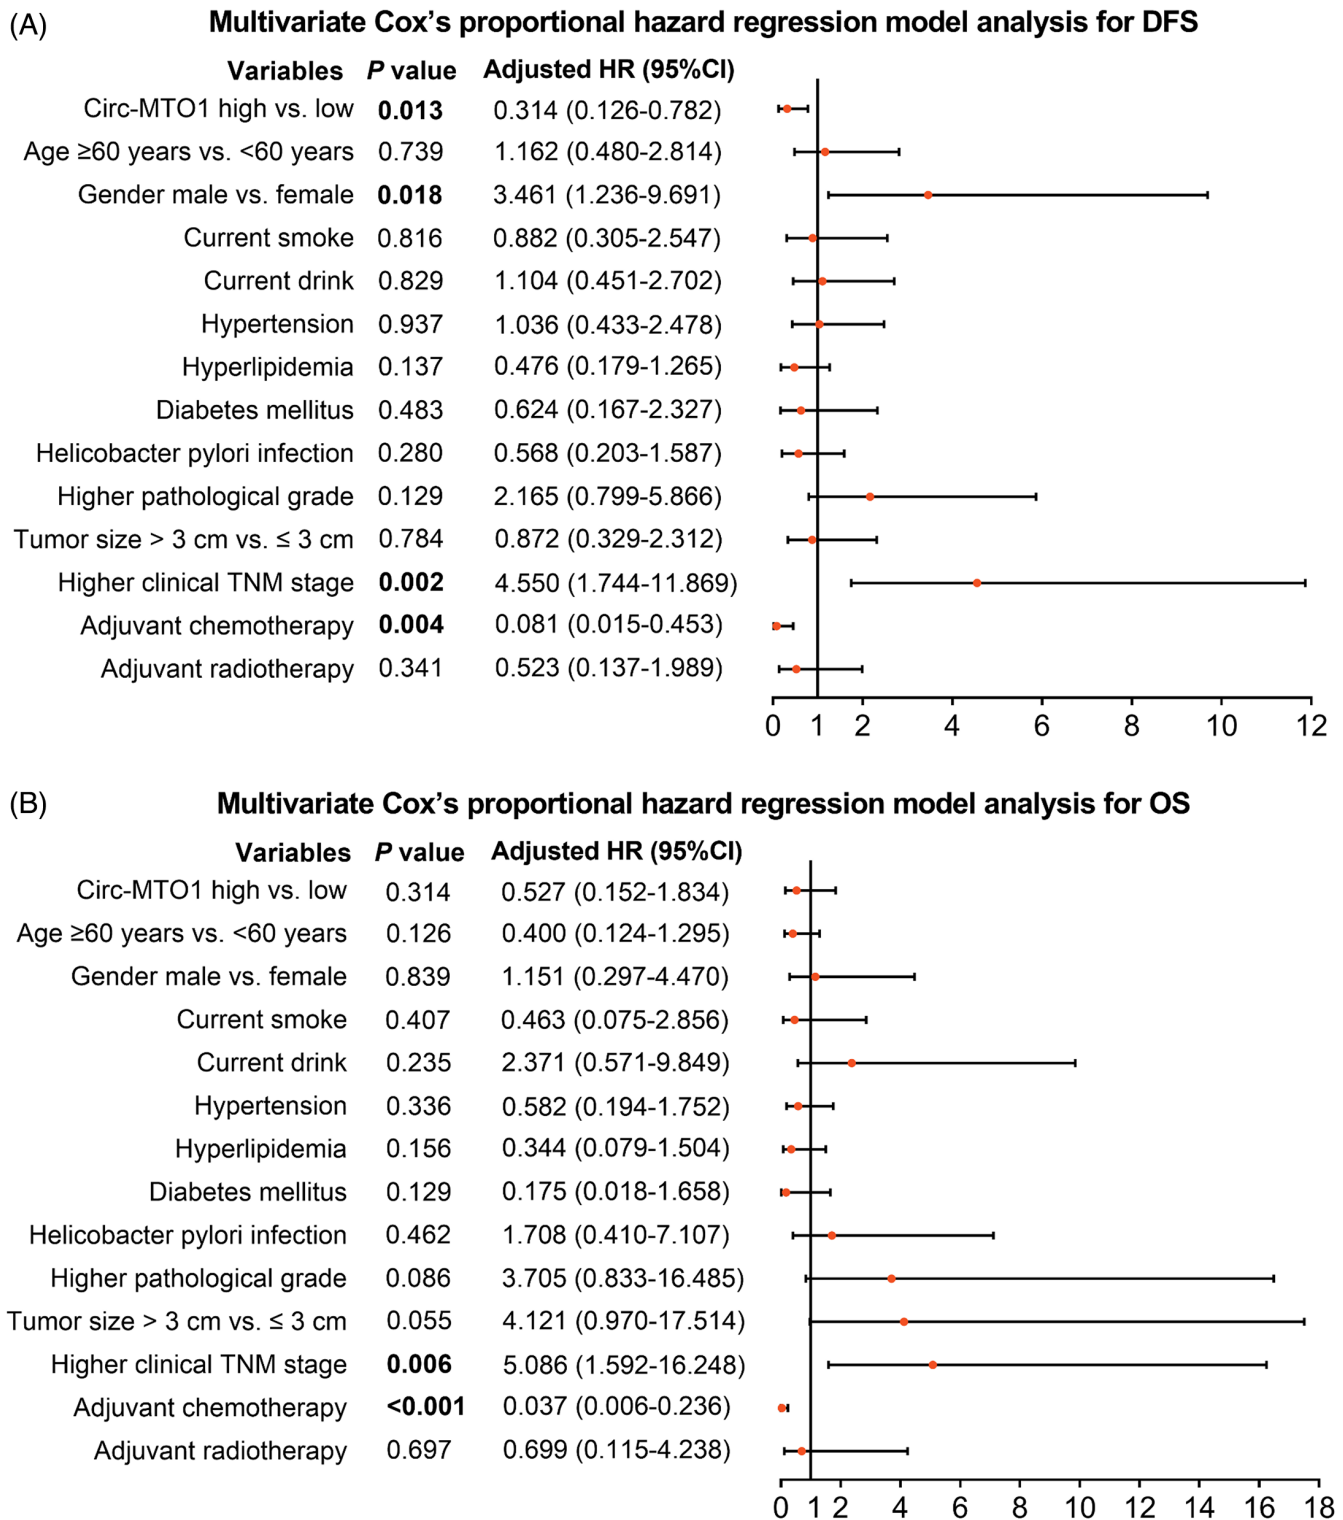 (A)
Multivariate Cox’s proportional hazard regression model analysis for DFS
Variables P value Adjusted HR (95%CI)
Circ-MTO1 high vs. low 0.013 0.314 (0.126-0.782)
Age ≥60 years vs. <60 years 0.739 1.162 (0.480-2.814)
Gender male vs. female 0.018 3.461 (1.236-9.691)
Current smoke 0.816 0.882 (0.305-2.547)
Current drink 0.829 1.104 (0.451-2.702)
Hypertension 0.937 1.036 (0.433-2.478)
Hyperlipidemia 0.137 0.476 (0.179-1.265)
Diabetes mellitus 0.483 0.624 (0.167-2.327)
Helicobacter pylori infection 0.280 0.568 (0.203-1.587)
Higher pathological grade 0.129 2.165 (0.799-5.866)
Tumor size > 3 cm vs. ≤ 3 cm 0.784 0.872 (0.329-2.312)
Higher clinical TNM stage 0.002 4.550 (1.744-11.869)
Adjuvant chemotherapy 0.004 0.081 (0.015-0.453)
Adjuvant radiotherapy 0.341 0.523 (0.137-1.989)
0 1 2 4 6 8 10 12
(B)
Multivariate Cox’s proportional hazard regression model analysis for OS
Variables P value Adjusted HR (95%CI)
Circ-MTO1 high vs. low 0.314 0.527 (0.152-1.834)
Age ≥60 years vs. <60 years 0.126 0.400 (0.124-1.295)
Gender male vs. female 0.839 1.151 (0.297-4.470)
Current smoke 0.407 0.463 (0.075-2.856)
Current drink 0.235 2.371 (0.571-9.849)
Hypertension 0.336 0.582 (0.194-1.752)
Hyperlipidemia 0.156 0.344 (0.079-1.504)
Diabetes mellitus 0.129 0.175 (0.018-1.658)
Helicobacter pylori infection 0.462 1.708 (0.410-7.107)
Higher pathological grade 0.086 3.705 (0.833-16.485)
Tumor size > 3 cm vs. ≤ 3 cm 0.055 4.121 (0.970-17.514)
Higher clinical TNM stage 0.006 5.086 (1.592-16.248)
Adjuvant chemotherapy <0.001 0.037 (0.006-0.236)
Adjuvant radiotherapy 0.697 0.699 (0.115-4.238)
0 1 2 4 6 8 10 12 14 16 18